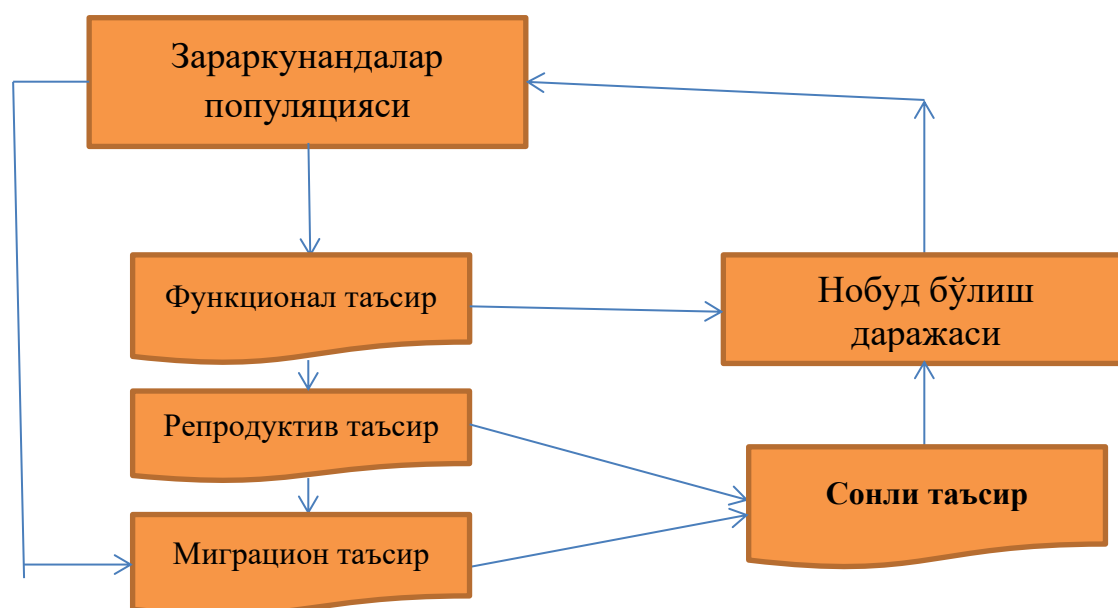 Зараркунандалар
популяцияси
Функционал таъсир
Нобуд бўлиш
даражаси
Репродуктив таъсир
Сонли таъсир
Миграцион таъсир